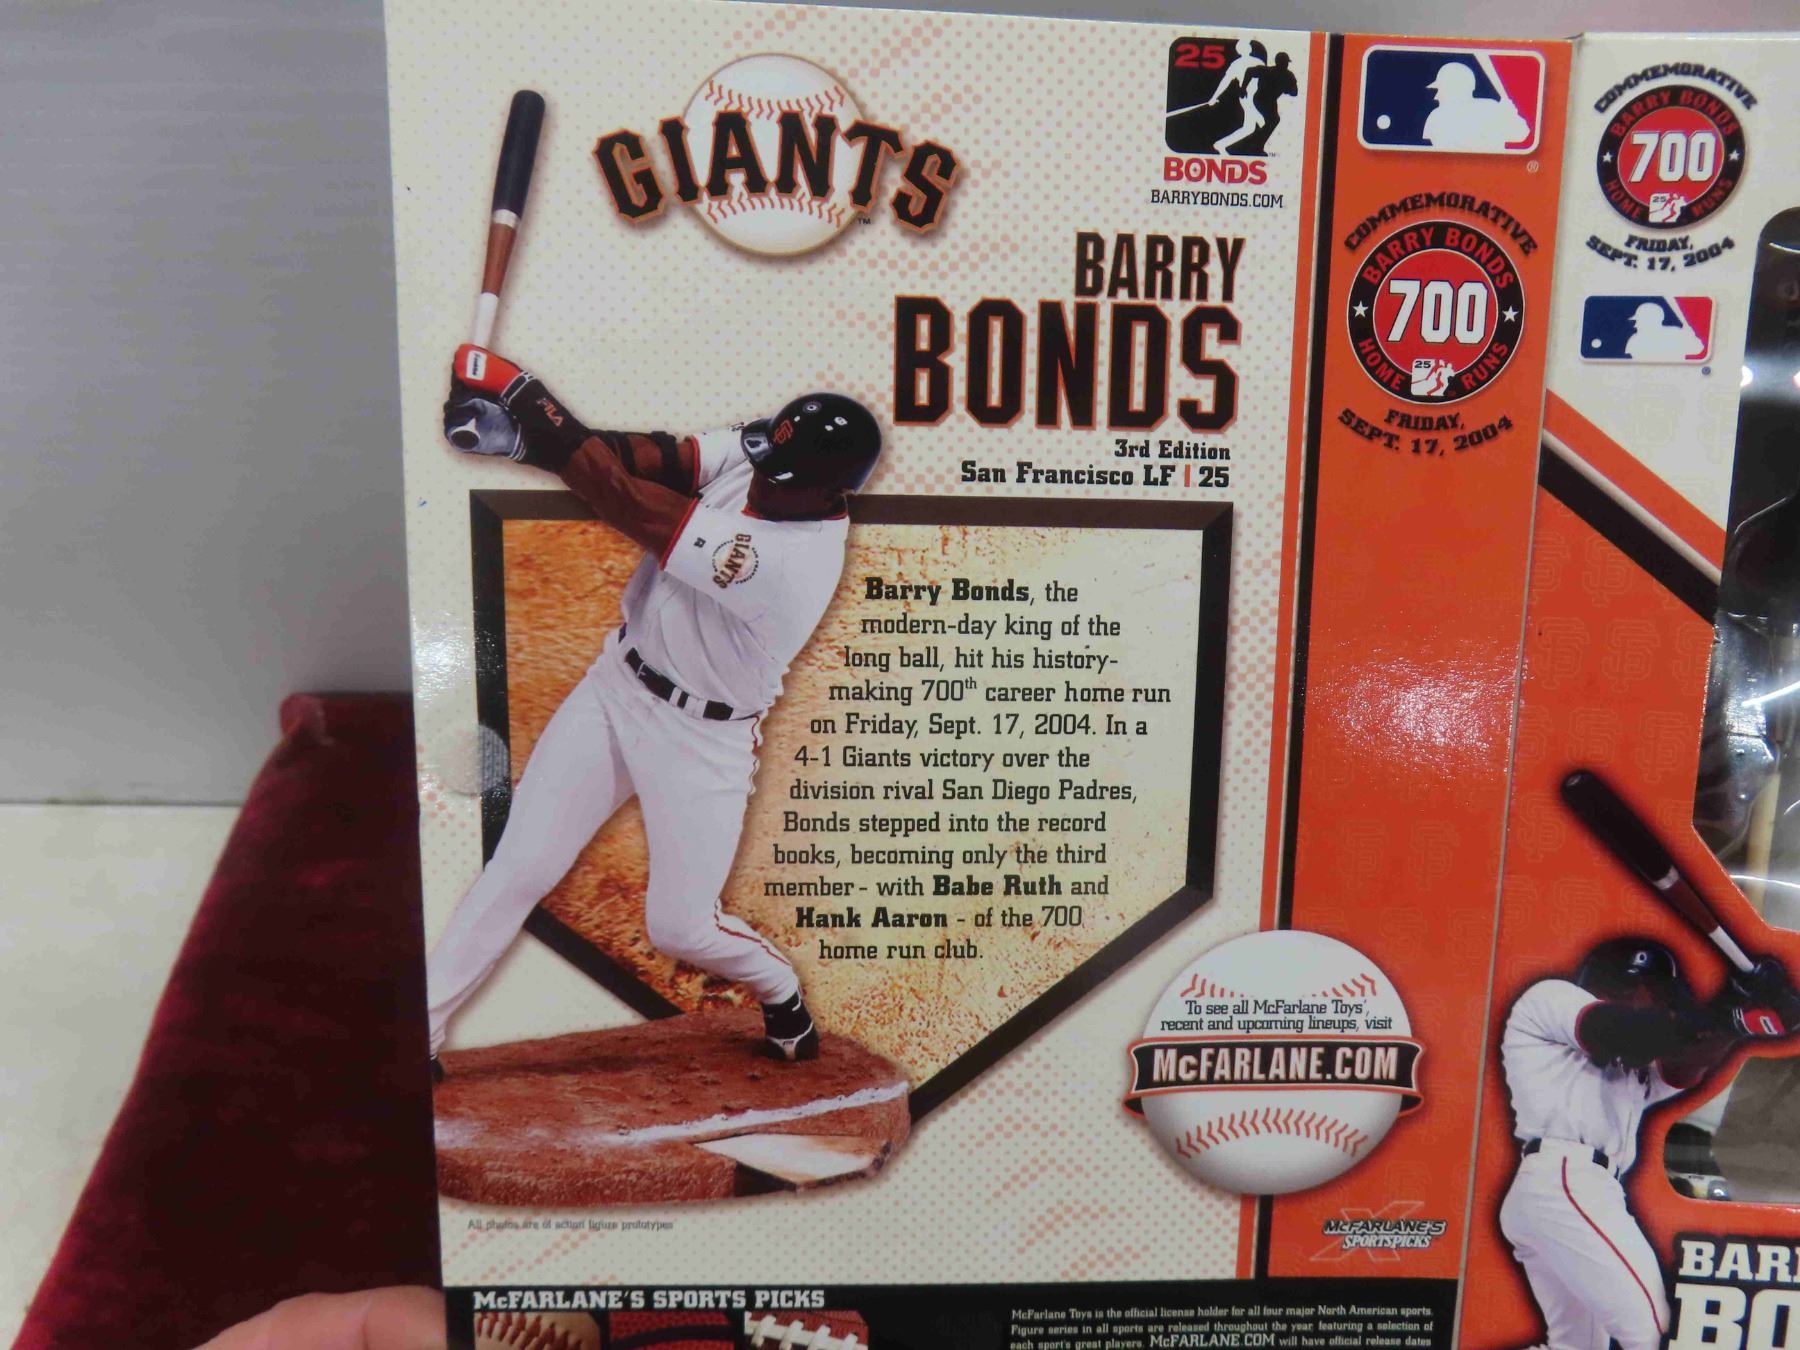 GIANTS
TM
25
BONDS
BARRYBONDS.COM
BARRY
BONDS
3rd Edition
San Francisco LF | 25
FILA
GIANTS
Barry Bonds, the
modern-day king of the
long ball, hit his history-
making 700th career home run
on Friday, Sept. 17, 2004. In a
4-1 Giants victory over the
division rival San Diego Padres,
Bonds stepped into the record
books, becoming only the third
member - with Babe Ruth and
Hank Aaron - of the 700
home run club.
To see all McFarlane Toys',
recent and upcoming lineups, visit
McFARLANE.COM
All photos are of action figure prototypes
McFARLANE'S SPORTS PICKS
McFarlane Toys is the official license holder for all four major North American sports.
Figure series in all sports are released throughout the year, featuring a selection of
each sport's great players. McFARLANE.COM will have official release dates
®
COMMEMORATIVE
BARRY BONDS
700
HOME 25 RUNS
FRIDAY,
SEPT. 17, 2004
McFARLANE'S
SPORTSPICKS
COMMEMORATIVE
BARRY BONDS
700
HOME 25 RUNS
FRIDAY,
SEPT. 17, 2004
®
BAR
BO